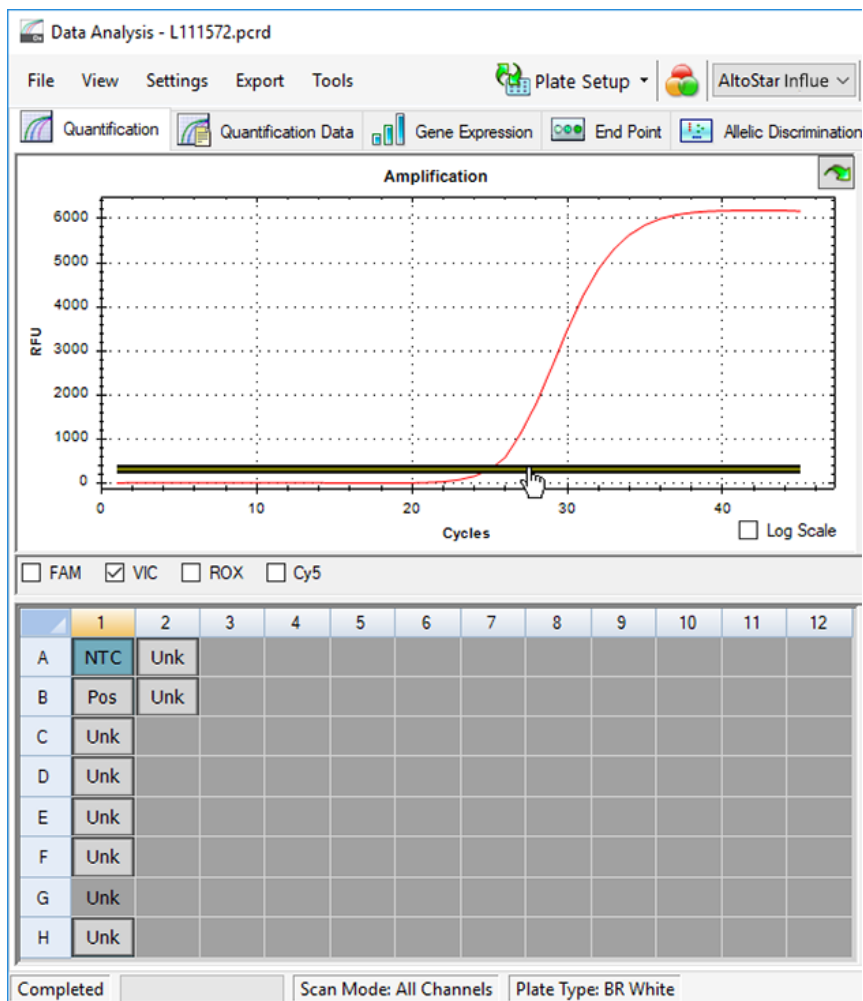 Data Analysis - L111572.pcrd
File View Settings Export Tools Plate Setup AltoStar Influe
Quantification Quantification Data Gene Expression End Point Allelic Discrimination
Amplification
6000
5000
4000
3000
2000
1000
0
RFU
0 10 20 30 40
Cycles
Log Scale
FAM VIC ROX Cy5
1 2 3 4 5 6 7 8 9 10 11 12
A NTC Unk
B Pos Unk
C Unk
D Unk
E Unk
F Unk
G Unk
H Unk
Completed Scan Mode: All Channels Plate Type: BR White